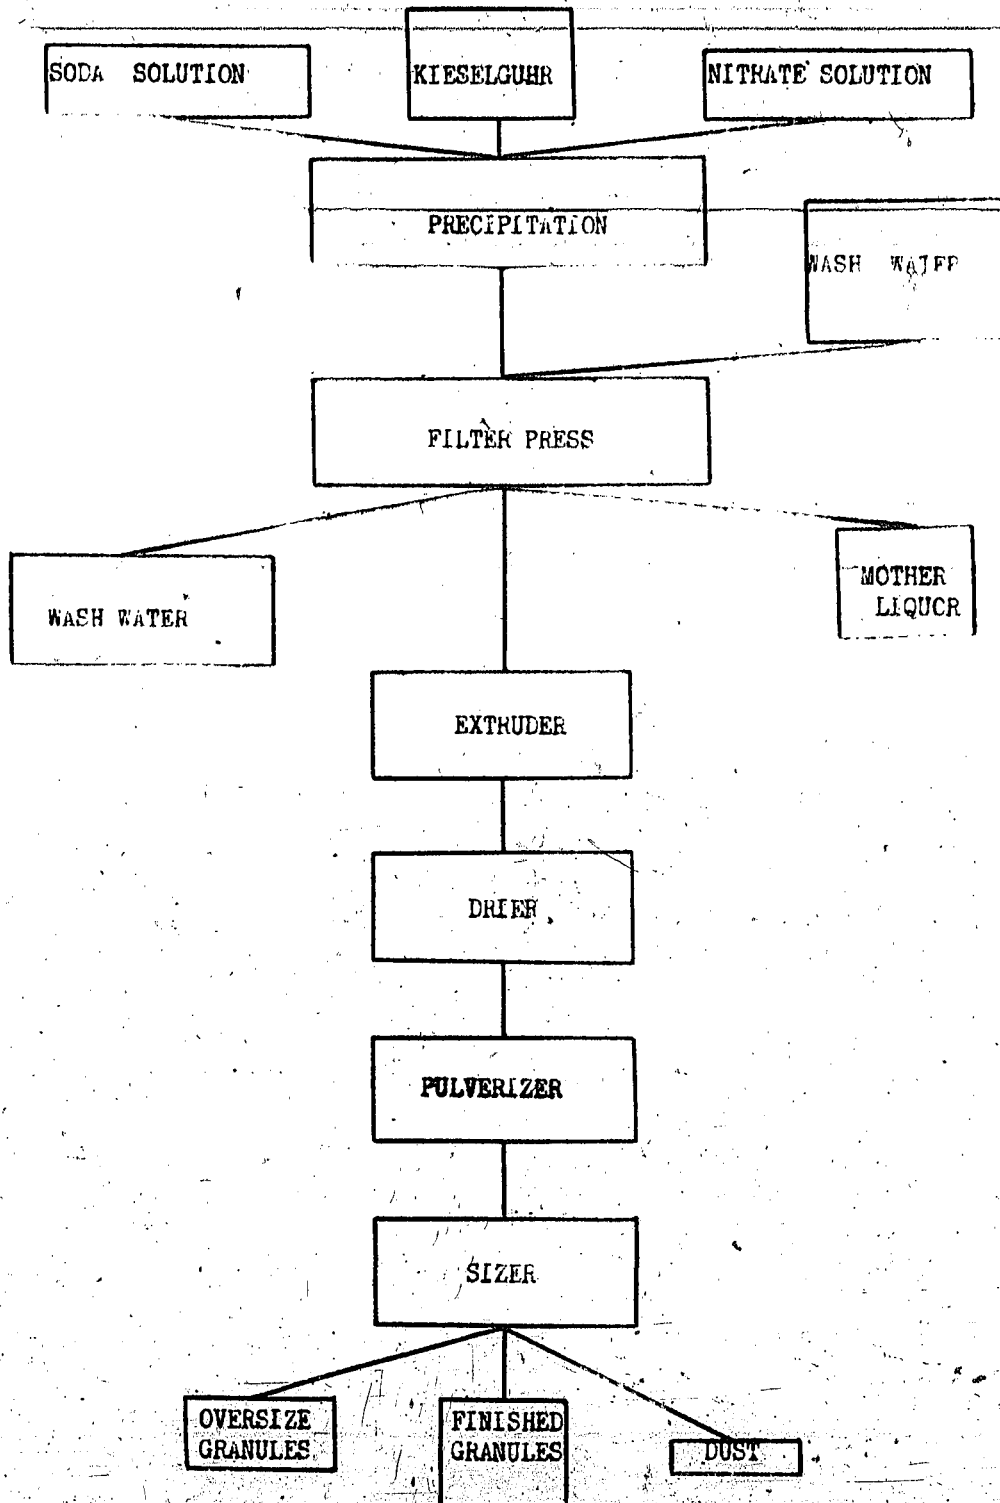 SODA SOLUTION
KIESELGUHR
NITRATE SOLUTION
PRECIPITATION
WASH WATER
FILTER PRESS
WASH WATER
MOTHER
LIQUOR
EXTRUDER
DRIER
PULVERIZER
SIZER
OVERSIZE
GRANULES
FINISHED
GRANULES
DUST